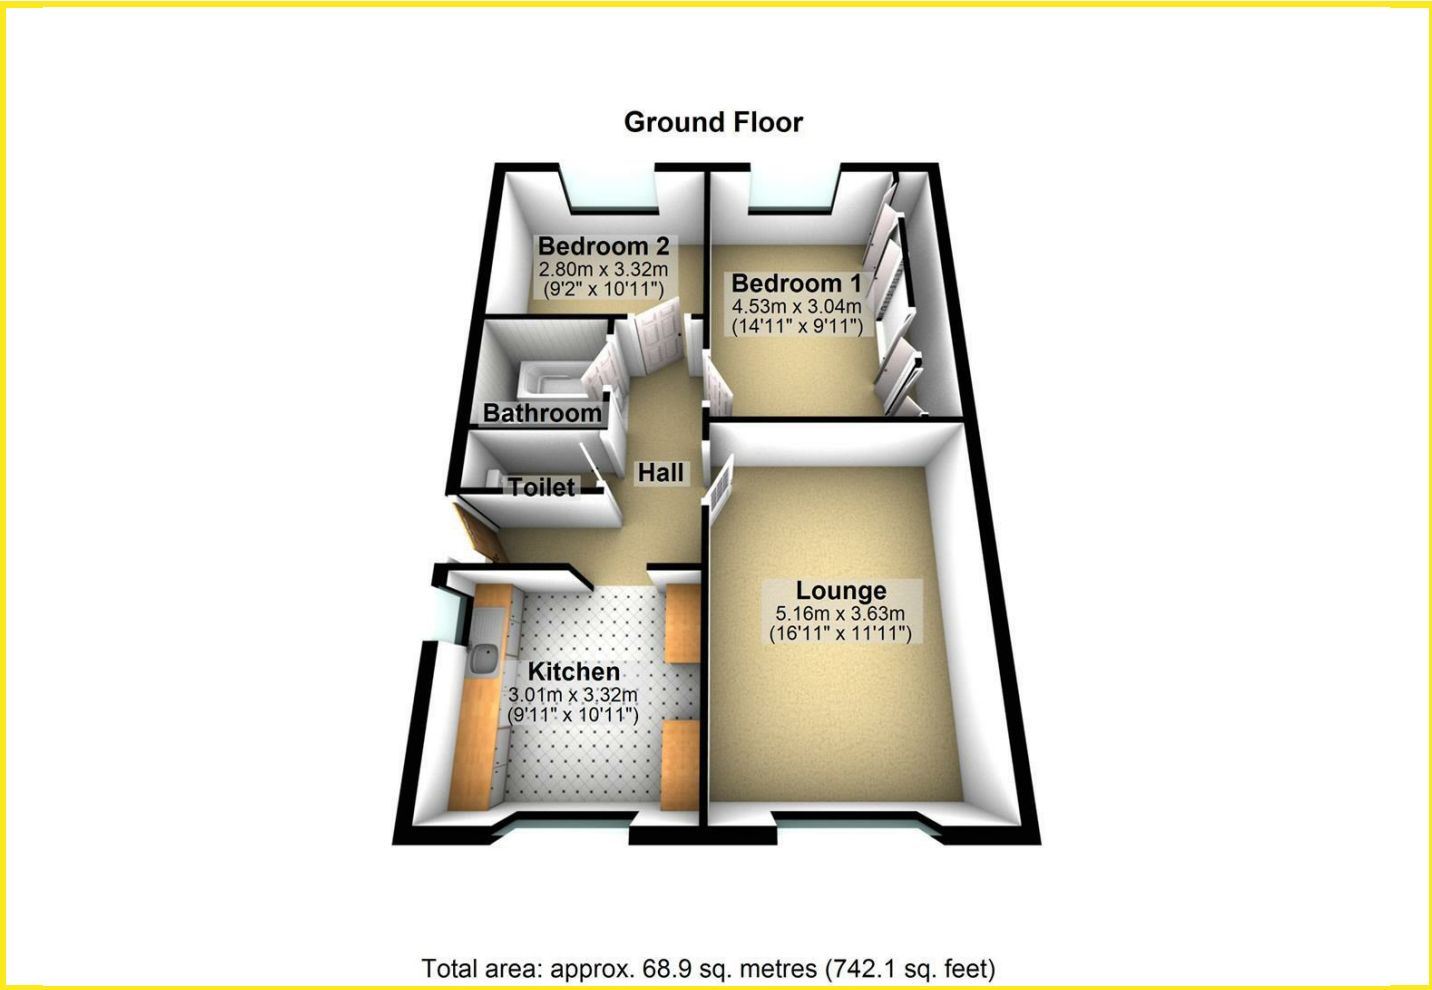 Ground Floor
Bedroom 2
2.80m x 3.32m
(9'2" x 10'11")
Bedroom 1
4.53m x 3.04m
(14'11" x 9'11")
Bathroom
Hall
Toilet
Lounge
5.16m x 3.63m
(16'11" x 11'11")
Kitchen
3.01m x 3.32m
(9'11" x 10'11")
Total area: approx. 68.9 sq. metres (742.1 sq. feet)